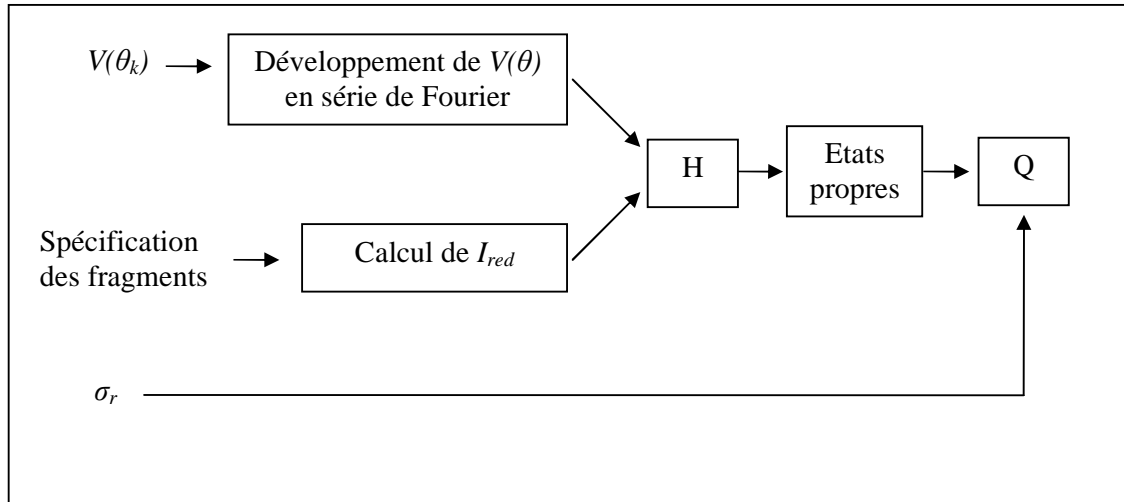 V(θk)
Développement de V(θ)
en série de Fourier
H
Etats
propres
Q
Spécification
des fragments
Calcul de Ired
σr